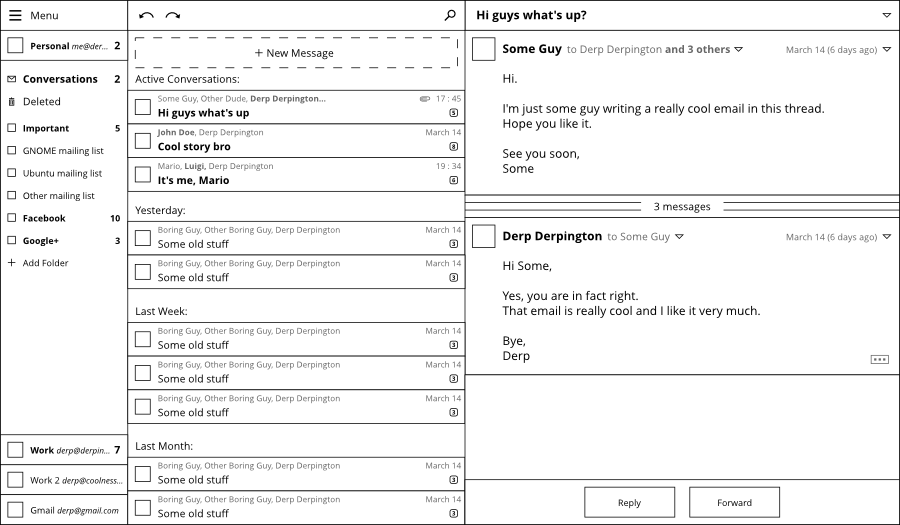 Menu
Personal me@der... 2
Conversations 2
Deleted
Important 5
GNOME mailing list
Ubuntu mailing list
Other mailing list
Facebook 10
Google+ 3
+ Add Folder
Work derp@derpin... 7
Work 2 derp@coolness...
Gmail derp@gmail.com
+ New Message
Active Conversations:
Some Guy, Other Dude, Derp Derpington... 17 : 45
Hi guys what's up 5
John Doe, Derp Derpington March 14
Cool story bro 8
Mario, Luigi, Derp Derpington 19 : 34
It's me, Mario 6
Yesterday:
Boring Guy, Other Boring Guy, Derp Derpington March 14
Some old stuff 3
Boring Guy, Other Boring Guy, Derp Derpington March 14
Some old stuff 3
Last Week:
Boring Guy, Other Boring Guy, Derp Derpington March 14
Some old stuff 3
Boring Guy, Other Boring Guy, Derp Derpington March 14
Some old stuff 3
Boring Guy, Other Boring Guy, Derp Derpington March 14
Some old stuff 3
Last Month:
Boring Guy, Other Boring Guy, Derp Derpington March 14
Some old stuff 3
Boring Guy, Other Boring Guy, Derp Derpington March 14
Some old stuff 3
Hi guys what's up?
Some Guy to Derp Derpington and 3 others March 14 (6 days ago)
Hi.
I'm just some guy writing a really cool email in this thread.
Hope you like it.
See you soon,
Some
3 messages
Derp Derpington to Some Guy March 14 (6 days ago)
Hi Some,
Yes, you are in fact right.
That email is really cool and I like it very much.
Bye,
Derp
Reply
Forward